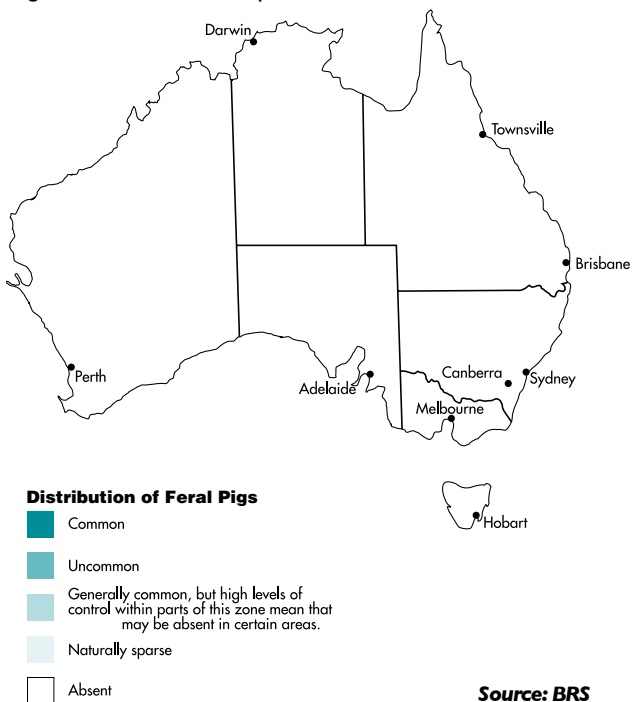 Darwin
Townsville
Brisbane
Perth
Adelaide
Canberra
Sydney
Melbourne
Hobart
Distribution of Feral Pigs
Common
Uncommon
Generally common, but high levels of
control within parts of this zone mean that
may be absent in certain areas.
Naturally sparse
Absent
Source: BRS